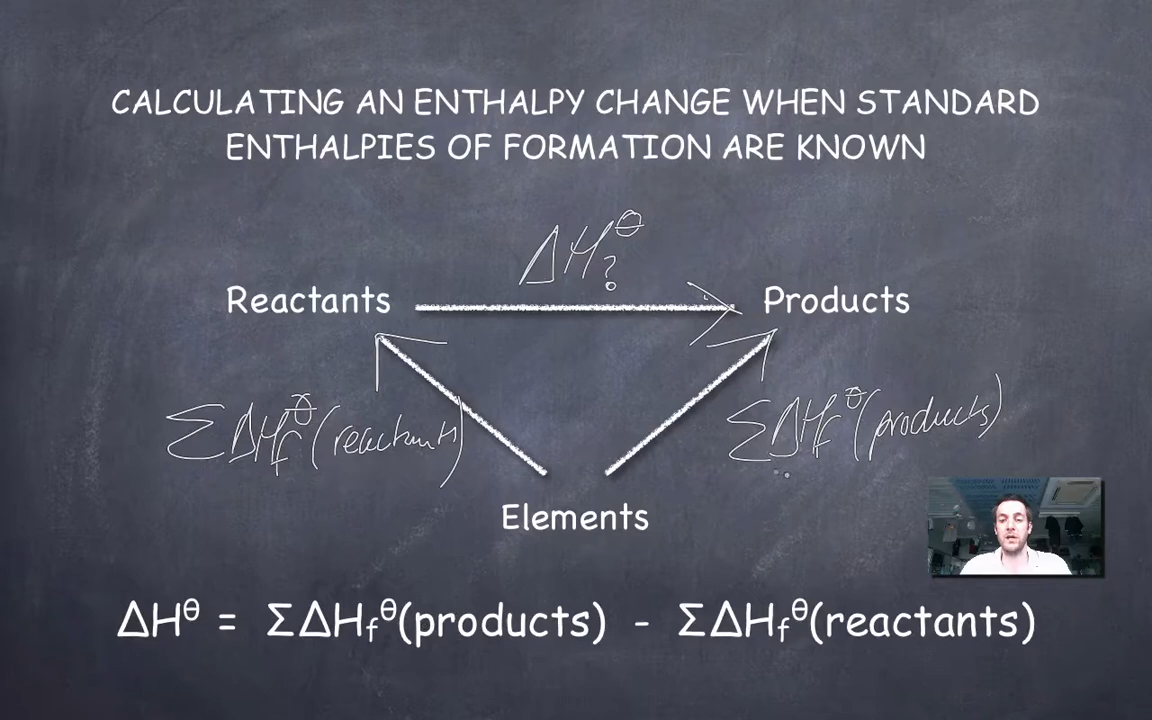 CALCULATING AN ENTHALPY CHANGE WHEN STANDARD
ENTHALPIES OF FORMATION ARE KNOWN
ΔHᶿ?
Reactants
Products
ΣΔHfᶿ(reactants)
ΣΔHfᶿ(products)
Elements
ΔHᶿ = ΣΔHfᶿ(products) - ΣΔHfᶿ(reactants)